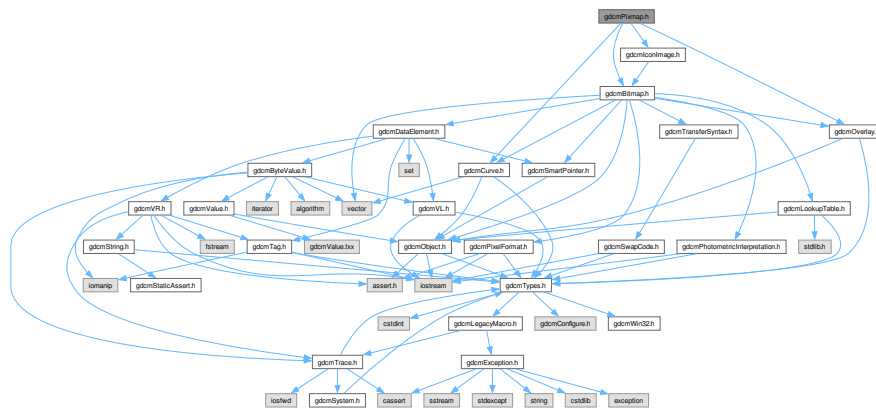 gdcmPixmap.h
gdcmIconImage.h
gdcmBitmap.h
gdcmDataElement.h
gdcmTransferSyntax.h
gdcmOverlay.
gdcmByteValue.h
set
gdcmCurve.h
gdcmSmartPointer.h
gdcmVR.h
gdcmValue.h
iterator
algorithm
vector
gdcmVL.h
gdcmLookupTable.h
gdcmString.h
fstream
gdcmTag.h
gdcmValue.txx
gdcmObject.h
gdcmPixelFormat.h
gdcmSwapCode.h
gdcmPhotometricInterpretation.h
stdlib.h
iomanip
gdcmStaticAssert.h
assert.h
iostream
gdcmTypes.h
cstdint
gdcmLegacyMacro.h
gdcmConfigure.h
gdcmWin32.h
gdcmTrace.h
gdcmException.h
iosfwd
gdcmSystem.h
cassert
sstream
stdexcept
string
cstdlib
exception